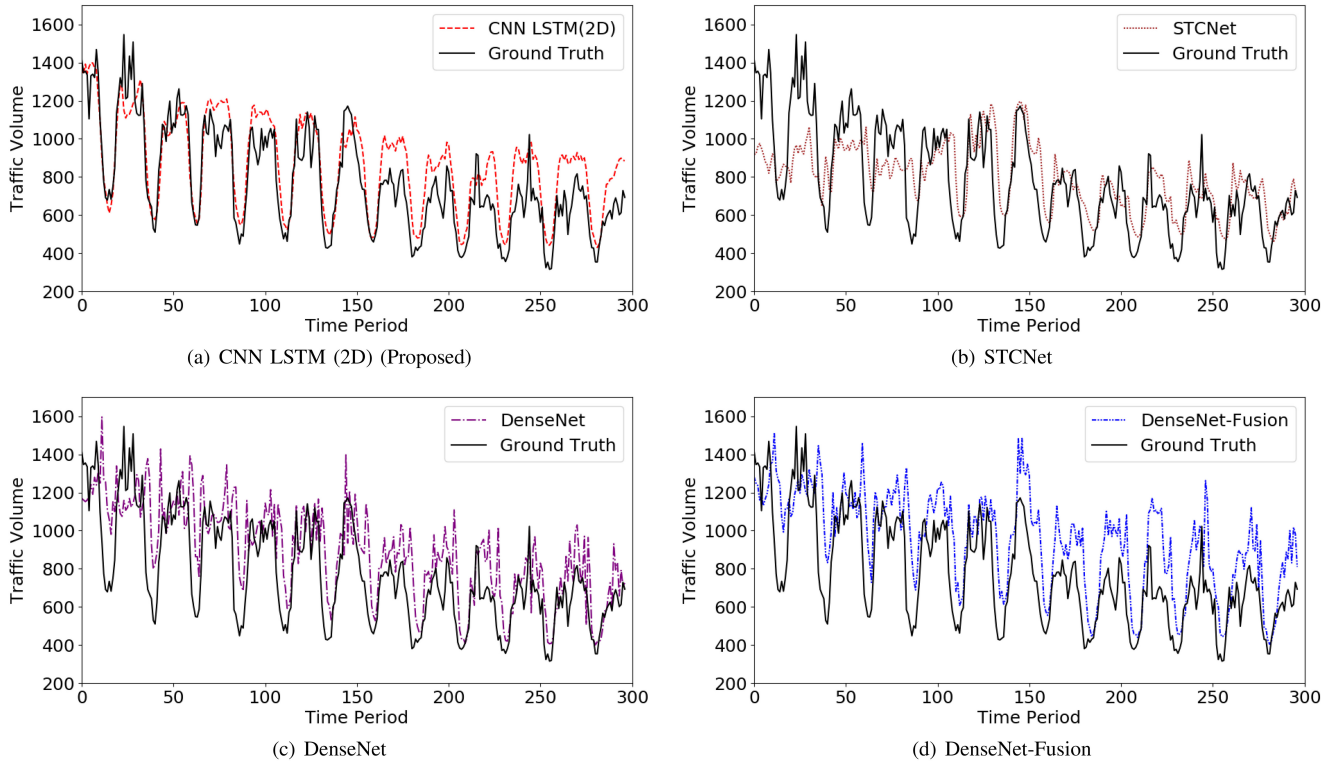 CNN LSTM(2D)
Ground Truth
1600
1400
1200
1000
800
600
400
200
Traffic Volume
0 50 100 150 200 250 300
Time Period
(a) CNN LSTM (2D) (Proposed)
STCNet
Ground Truth
1600
1400
1200
1000
800
600
400
200
Traffic Volume
0 50 100 150 200 250 300
Time Period
(b) STCNet
DenseNet
Ground Truth
1600
1400
1200
1000
800
600
400
200
Traffic Volume
0 50 100 150 200 250 300
Time Period
(c) DenseNet
DenseNet-Fusion
Ground Truth
1600
1400
1200
1000
800
600
400
200
Traffic Volume
0 50 100 150 200 250 300
Time Period
(d) DenseNet-Fusion